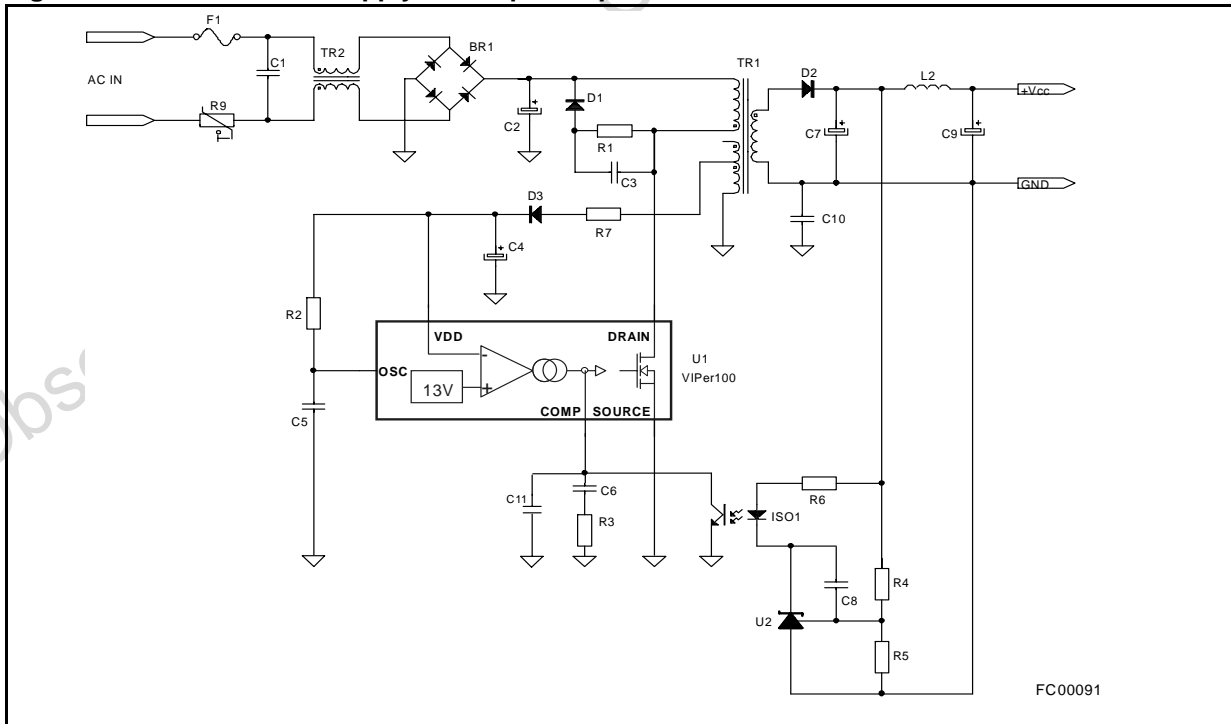 F1
AC IN
C1
TR2
BR1
R9
T
C2
D1
R1
C3
TR1
D2
L2
+Vcc
C7
C9
GND
C10
D3
R7
C4
R2
C5
VDD
DRAIN
OSC
13V
COMP SOURCE
U1
VIPer100
C11
C6
R3
ISO1
R6
C8
R4
U2
R5
FC00091